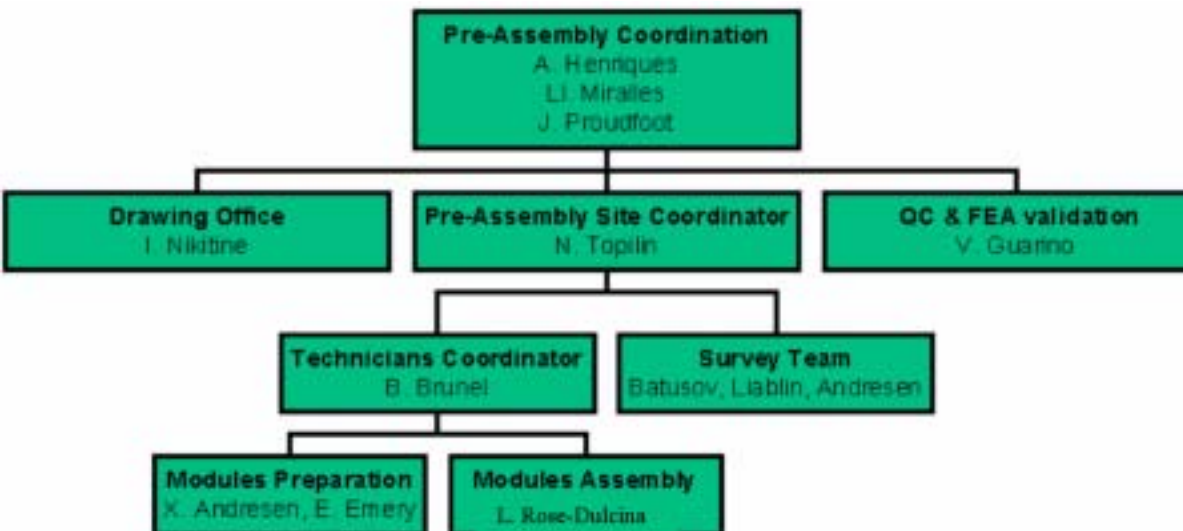 Pre-Assembly Coordination
A. Henriques
Ll. Miralles
J. Proudfoot
Drawing Office
I. Nikitine
Pre-Assembly Site Coordinator
N. Topilin
QC & FEA validation
V. Guarino
Technicians Coordinator
B. Brunel
Survey Team
Batusov, Liablin, Andresen
Modules Preparation
X. Andresen, E. Emery
Modules Assembly
L. Rose-Dulcina